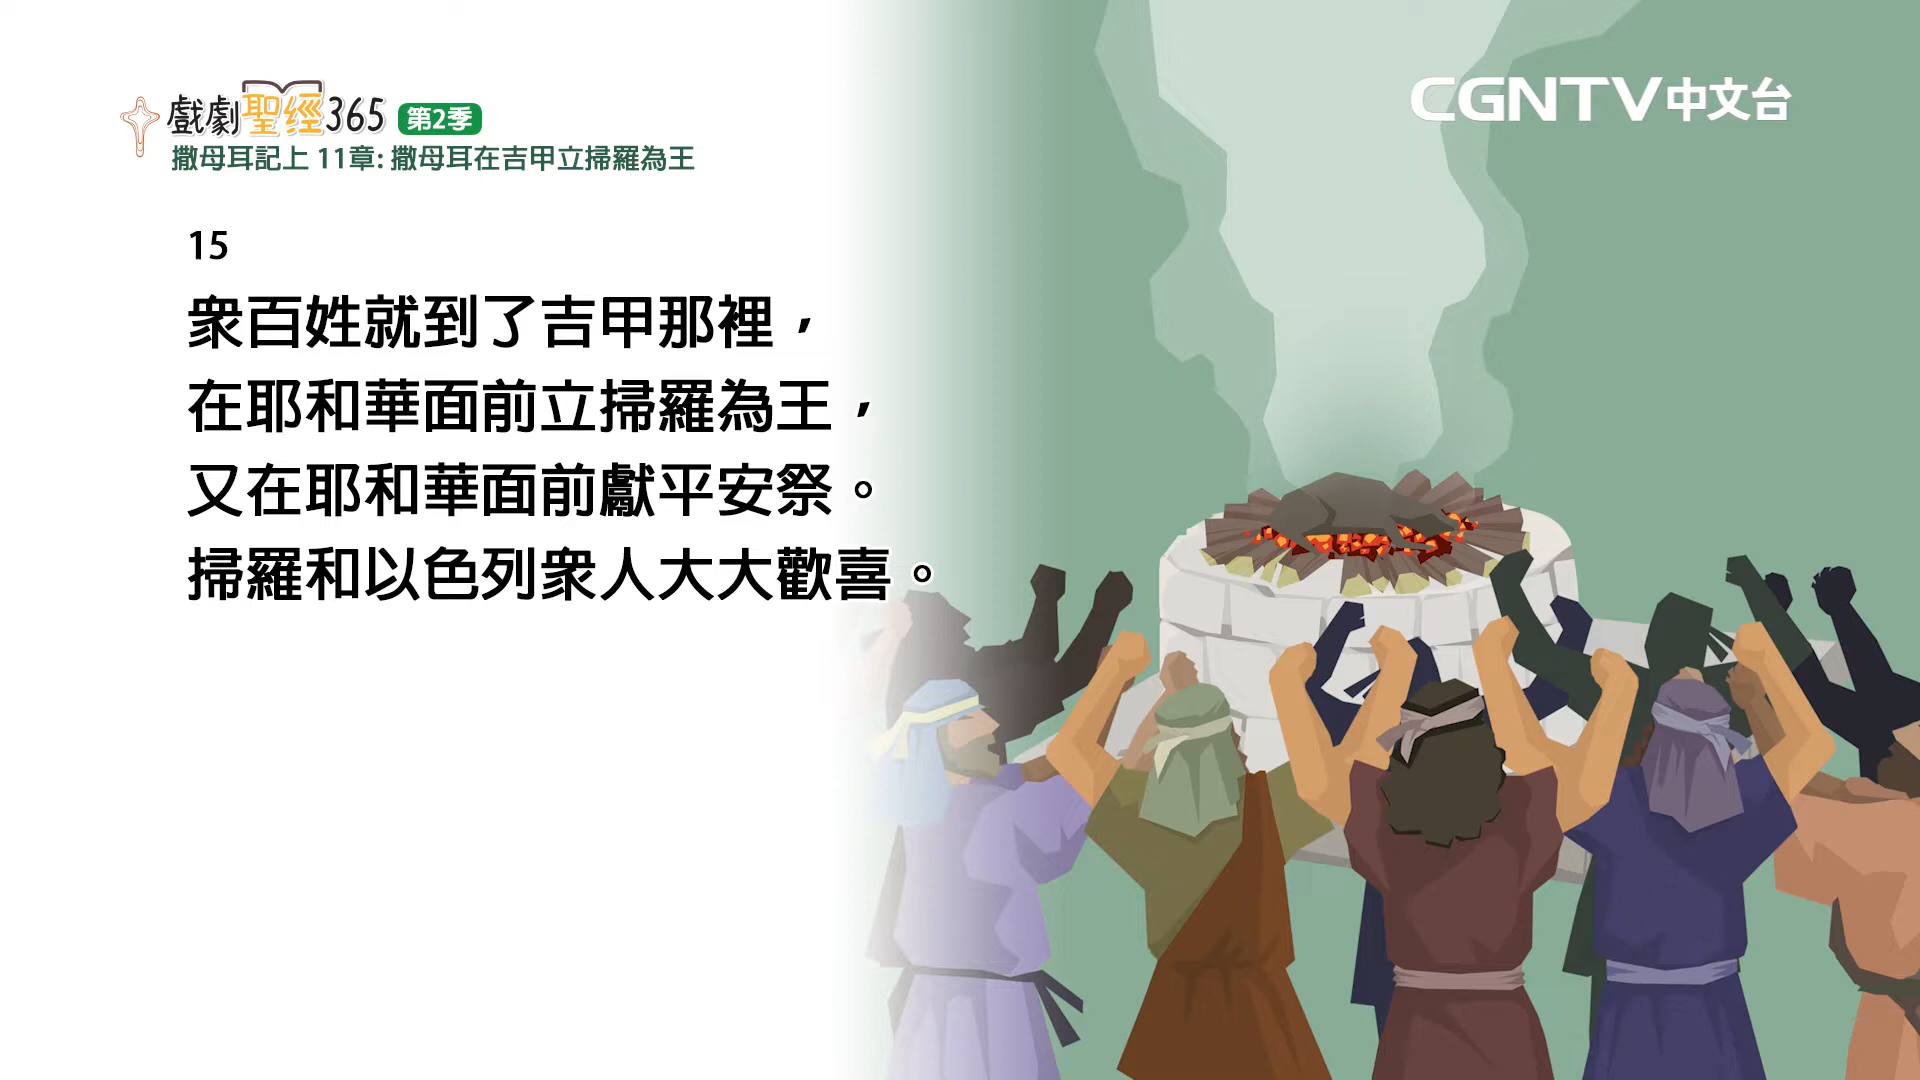 戲劇聖經365 第2季
CGNTV中文台
撒母耳記上 11章: 撒母耳在吉甲立掃羅為王
15
眾百姓就到了吉甲那裡，
在耶和華面前立掃羅為王，
又在耶和華面前獻平安祭。
掃羅和以色列眾人大大歡喜。